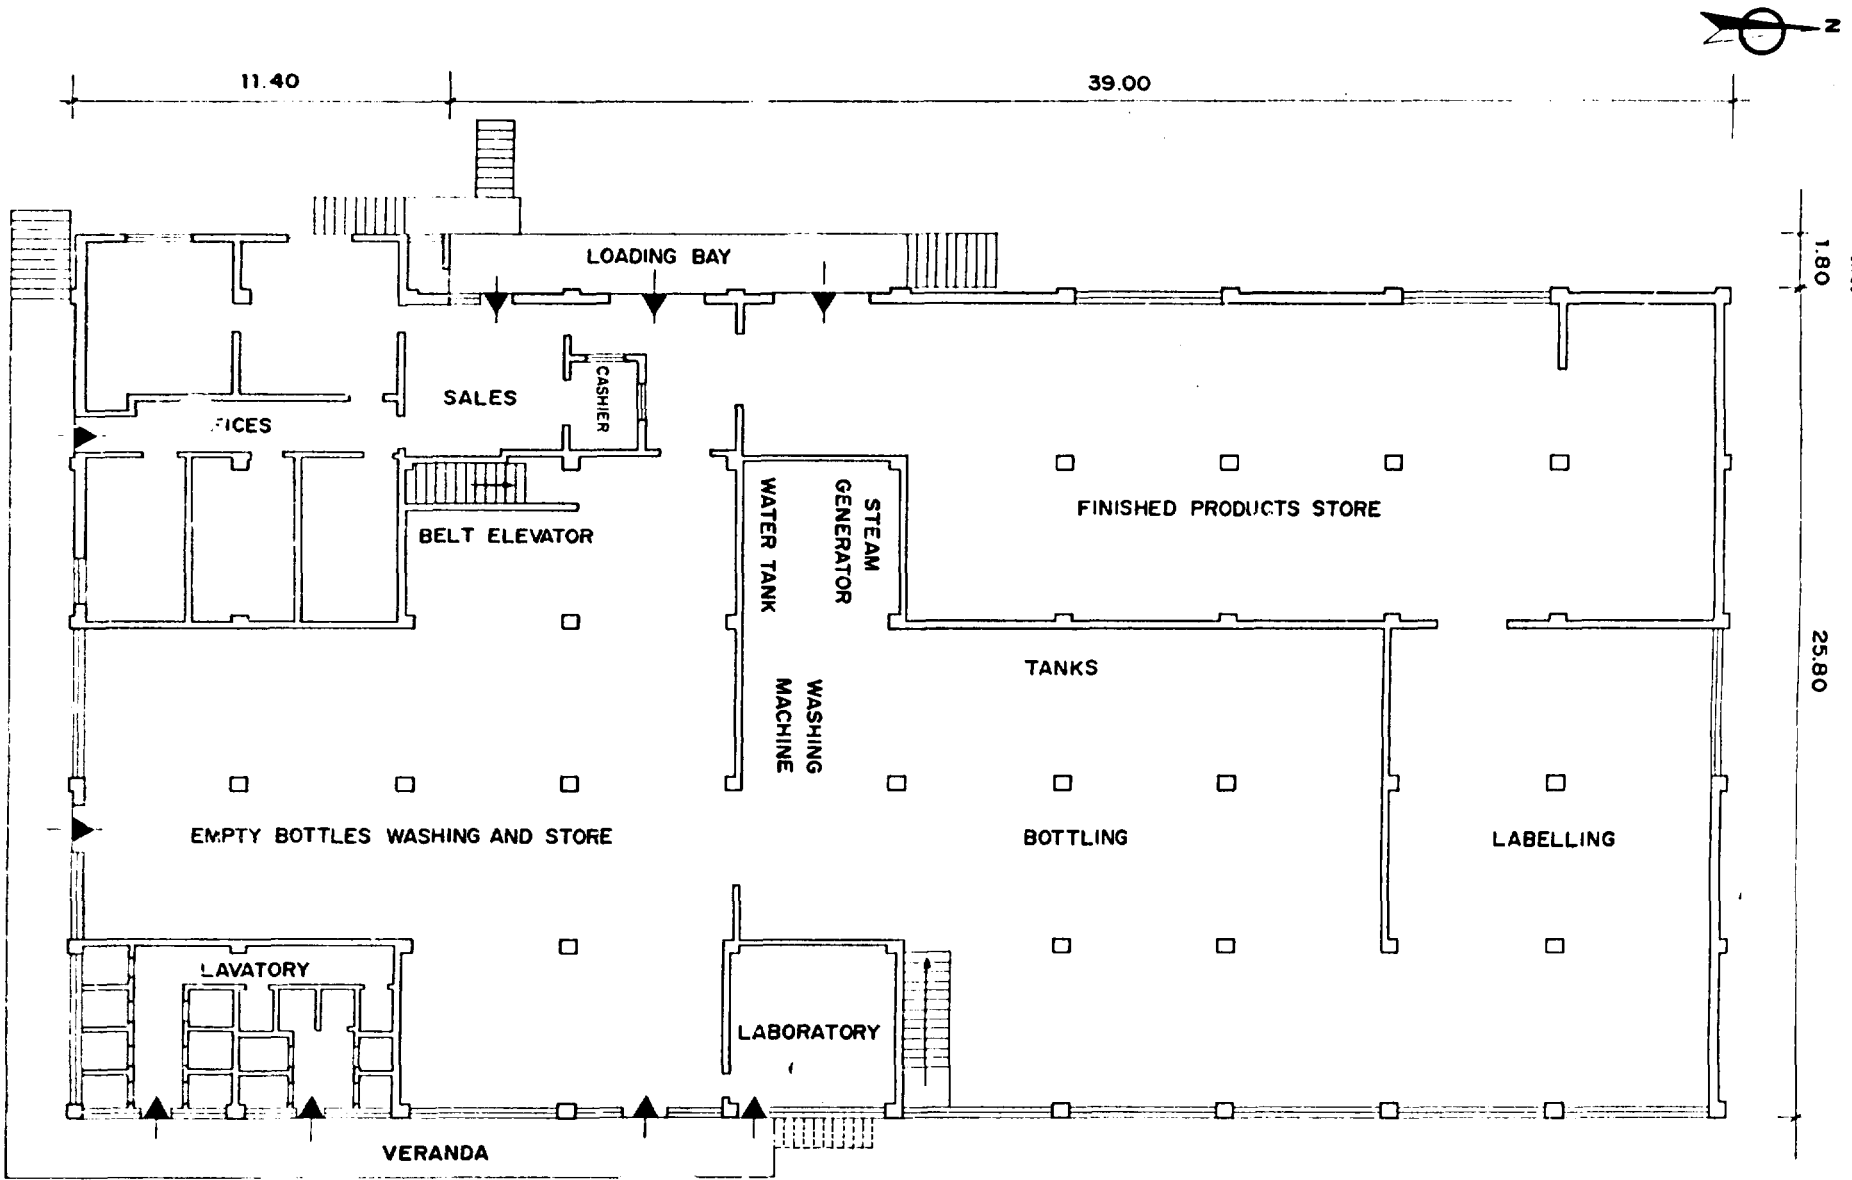 N
11.40
39.00
LOADING BAY
1.80
SALES
CASHIER
FICES
BELT ELEVATOR
WATER TANK
STEAM
GENERATOR
FINISHED PRODUCTS STORE
25.80
TANKS
WASHING
MACHINE
EMPTY BOTTLES WASHING AND STORE
BOTTLING
LABELLING
LAVATORY
LABORATORY
VERANDA